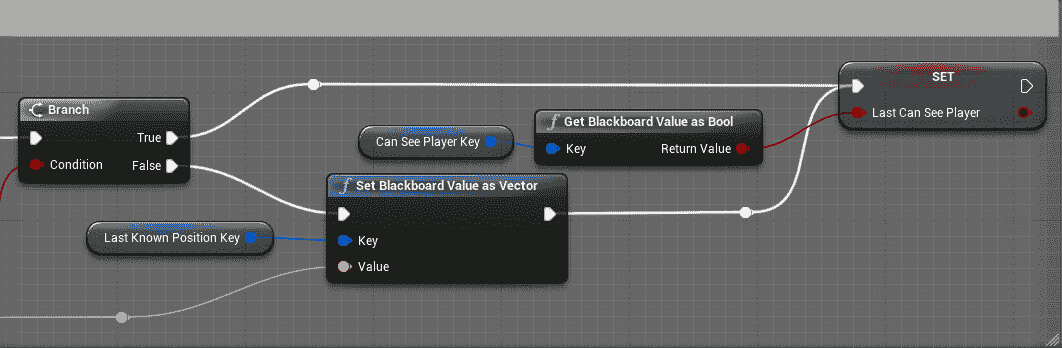 SET
Branch
Last Can See Player
Get Blackboard Value as Bool
True
Can See Player Key
Key
Return Value
Condition
False
Set Blackboard Value as Vector
Last Known Position Key
Key
Value